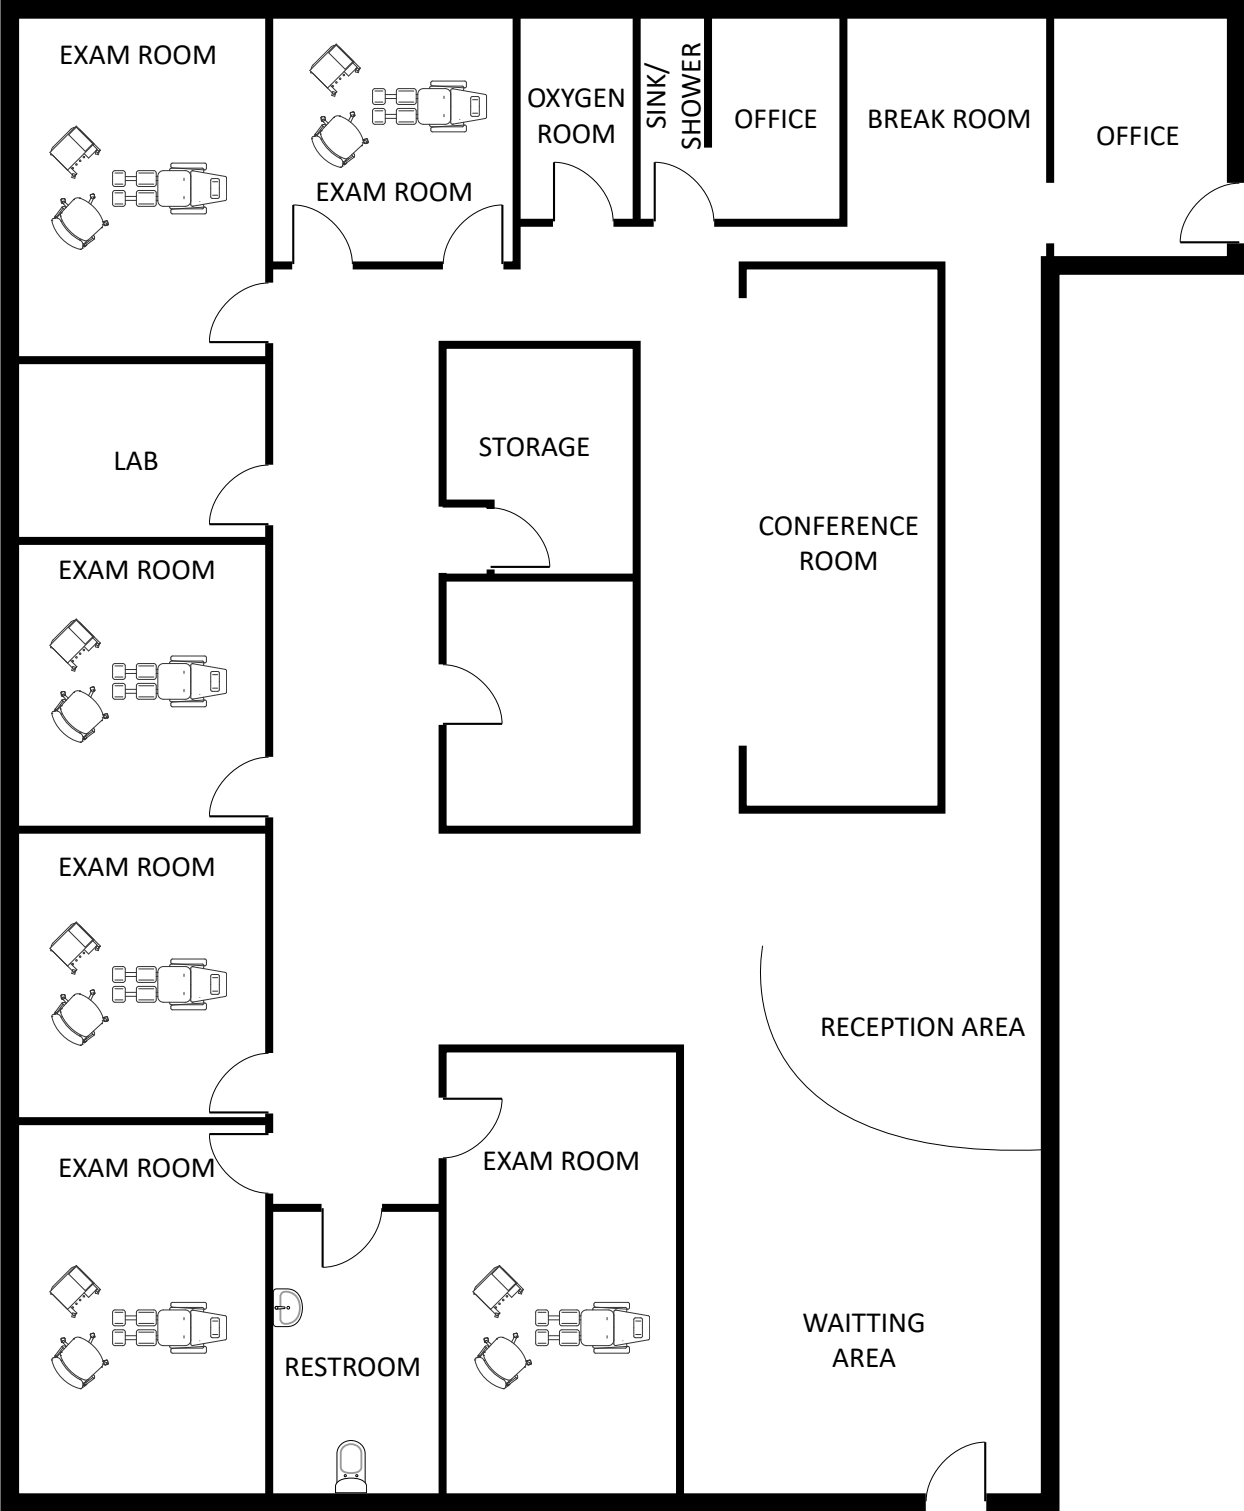 EXAM ROOM
EXAM ROOM
OXYGEN
ROOM
SINK/
SHOWER
OFFICE
BREAK ROOM
OFFICE
LAB
STORAGE
CONFERENCE
ROOM
EXAM ROOM
EXAM ROOM
RECEPTION AREA
EXAM ROOM
EXAM ROOM
RESTROOM
WAITTING
AREA